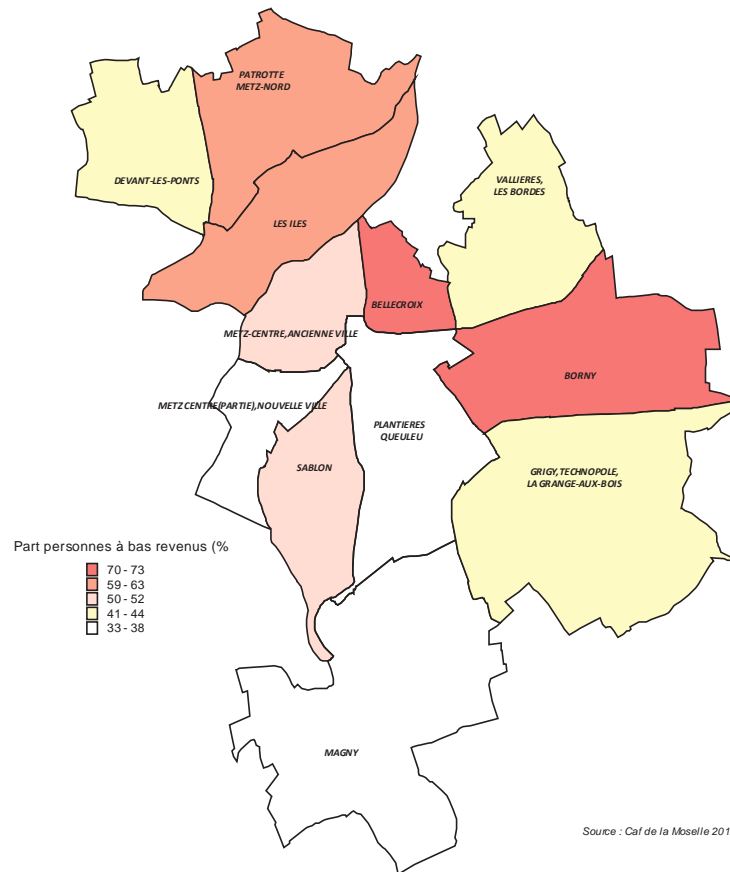 PATROTTE
METZ-NORD
DEVANT-LES-PONTS
VALLIERES,
LES BORDES
LES ILES
BELLECROIX
METZ-CENTRE,ANCIENNE VILLE
BORNY
METZ CENTRE(PARTIE),NOUVELLE VILLE
PLANTIERES
QUEULEU
SABLON
GRIGY,TECHNOPOLE,
LA GRANGE-AUX-BOIS
Part personnes à bas revenus (%
70 - 73
59 - 63
50 - 52
41 - 44
33 - 38
MAGNY
Source : Caf de la Moselle 201